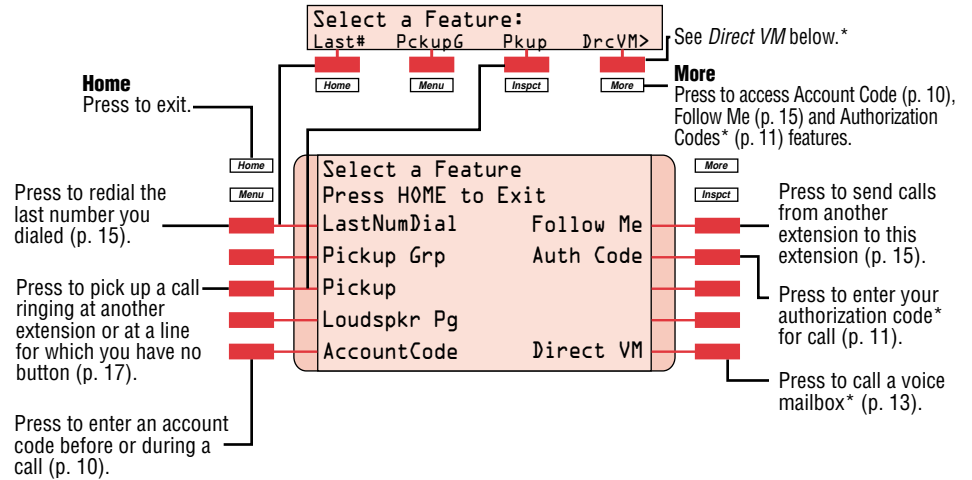 Select a Feature:
Last# PckupG Pkup DrcVM>
See Direct VM below.*
Home Menu Inspct More
Home
Press to exit.
More
Press to access Account Code (p. 10),
Follow Me (p. 15) and Authorization
Codes* (p. 11) features.
Home
Menu
More
Inspct
Select a Feature
Press HOME to Exit
LastNumDial Follow Me
Pickup Grp Auth Code
Pickup
Loudspkr Pg
AccountCode Direct VM
Press to redial the
last number you
dialed (p. 15).
Press to pick up a call
ringing at another
extension or at a line
for which you have no
button (p. 17).
Press to enter an account
code before or during a
call (p. 10).
Press to send calls
from another
extension to this
extension (p. 15).
Press to enter your
authorization code*
for call (p. 11).
Press to call a voice
mailbox* (p. 13).